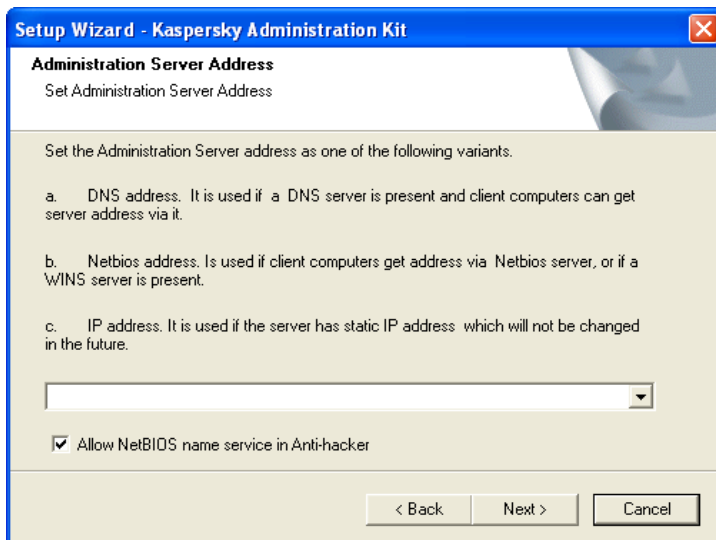 Setup Wizard - Kaspersky Administration Kit
Administration Server Address
Set Administration Server Address
Set the Administration Server address as one of the following variants.
a. DNS address. It is used if a DNS server is present and client computers can get
server address via it.
b. Netbios address. Is used if client computers get address via Netbios server, or if a
WINS server is present.
c. IP address. It is used if the server has static IP address which will not be changed
in the future.
Allow NetBIOS name service in Anti-hacker
< Back
Next >
Cancel